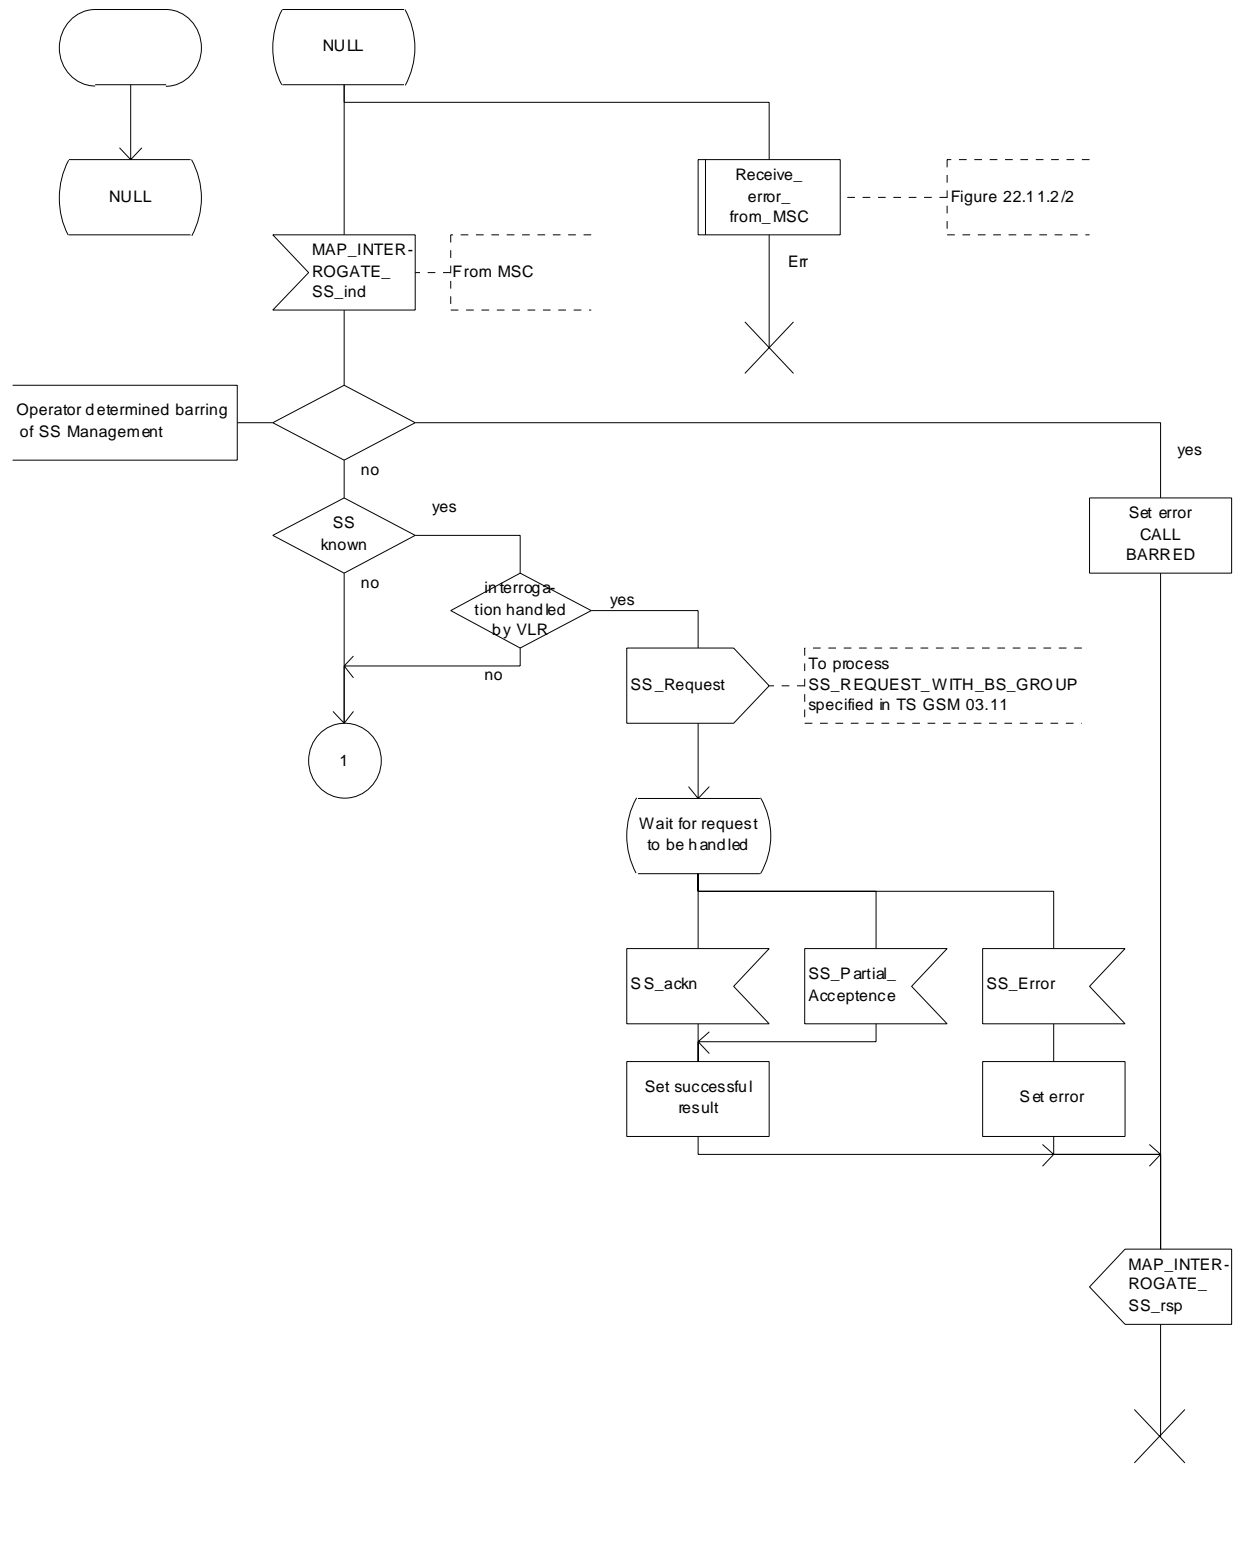 NULL
NULL
Receive_
error_
from_MSC
Figure 22.11.2/2
MAP_INTER-
ROGATE_
SS_ind
From MSC
Err
Operator determined barring
of SS Management
no
yes
SS
known
yes
no
Set error
CALL
BARRED
interroga-
tion handled
by VLR
yes
no
SS_Request
To process
SS_REQUEST_WITH_BS_GROUP
specified in TS GSM 03.11
1
Wait for request
to be handled
SS_ackn
SS_Partial_
Acceptence
SS_Error
Set successful
result
Set error
MAP_INTER-
ROGATE_
SS_rsp